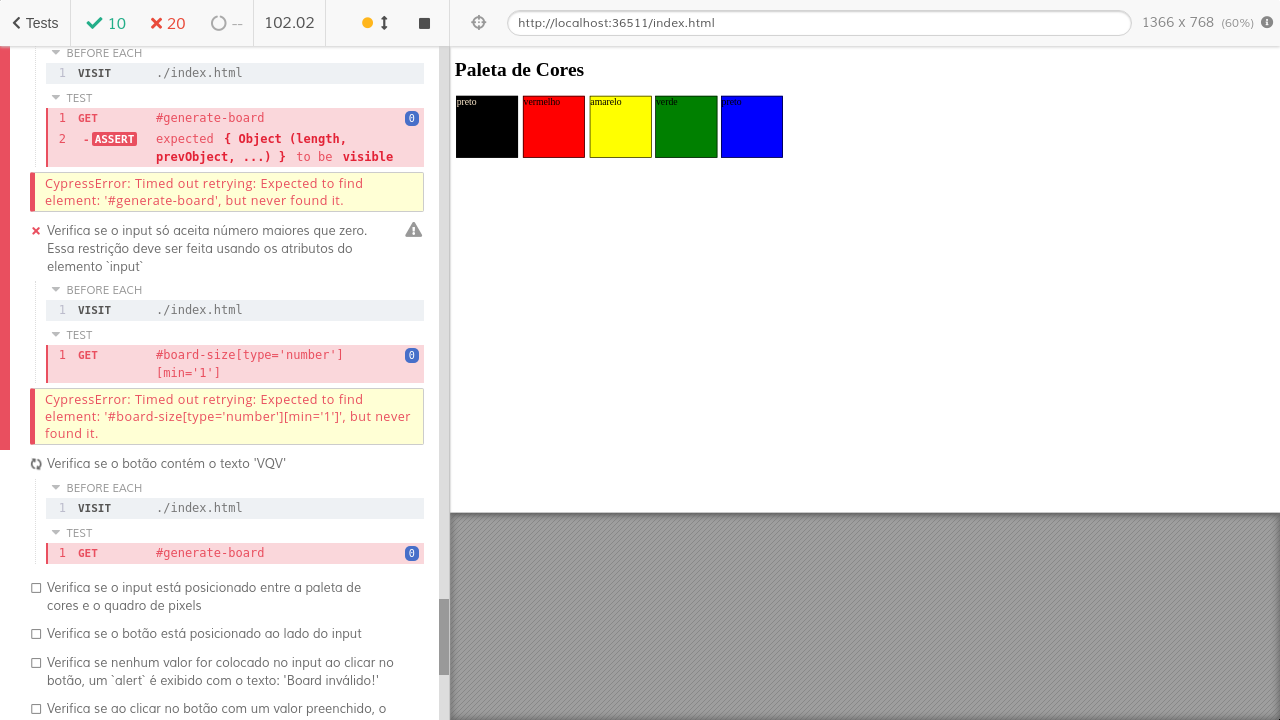 Tests
10
20
--
102.02
http://localhost:36511/index.html
1366 x 768 (60%)
BEFORE EACH
1 VISIT ./index.html
TEST
1 GET #generate-board 0
2 -ASSERT expected { Object (length,
prevObject, ...) } to be visible
CypressError: Timed out retrying: Expected to find
element: '#generate-board', but never found it.
Verifica se o input só aceita número maiores que zero.
Essa restrição deve ser feita usando os atributos do
elemento `input`
BEFORE EACH
1 VISIT ./index.html
TEST
1 GET #board-size[type='number']
[min='1'] 0
CypressError: Timed out retrying: Expected to find
element: '#board-size[type='number'][min='1']', but never
found it.
Verifica se o botão contém o texto 'VQV'
BEFORE EACH
1 VISIT ./index.html
TEST
1 GET #generate-board 0
Verifica se o input está posicionado entre a paleta de
cores e o quadro de pixels
Verifica se o botão está posicionado ao lado do input
Verifica se nenhum valor for colocado no input ao clicar no
botão, um `alert` é exibido com o texto: 'Board inválido!'
Verifica se ao clicar no botão com um valor preenchido, o
Paleta de Cores
preto vermelho amarelo verde preto